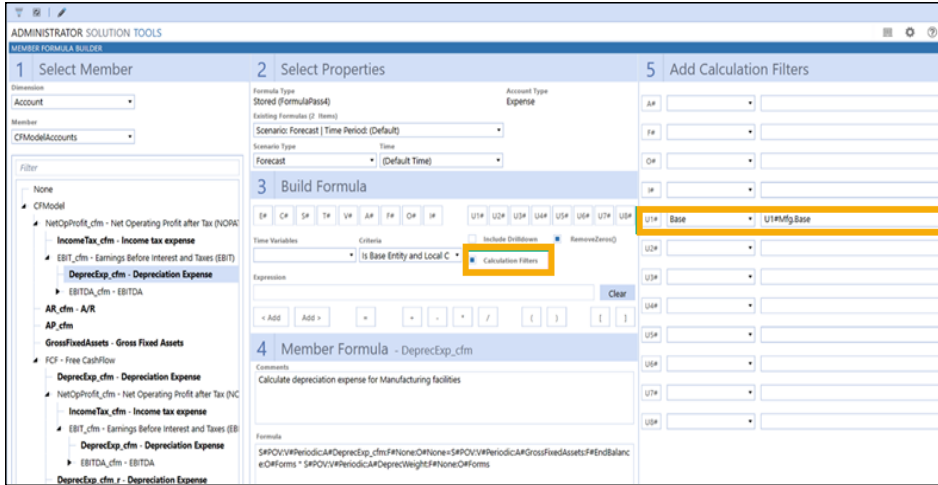 ADMINISTRATOR SOLUTION TOOLS
MEMBER FORMULA BUILDER
1 Select Member
Dimension
Account
Member
CFModelAccounts
Filter
None
CFModel
NetOpProfit_cfm - Net Operating Profit after Tax (NOPA
IncomeTax_cfm - Income tax expense
EBIT_cfm - Earnings Before Interest and Taxes (EBIT)
DeprecExp_cfm - Depreciation Expense
EBITDA_cfm - EBITDA
AR_cfm - A/R
AP_cfm
GrossFixedAssets - Gross Fixed Assets
FCF - Free CashFlow
DeprecExp_cfm - Depreciation Expense
NetOpProfit_cfm - Net Operating Profit after Tax (NC
IncomeTax_cfm - Income tax expense
EBIT_cfm - Earnings Before Interest and Taxes (EB
DeprecExp_cfm - Depreciation Expense
EBITDA_cfm - EBITDA
DeprecExp_cfm_r - Depreciation Expense
2 Select Properties
Formula Type
Stored (FormulaPass4)
Account Type
Expense
Existing Formulas (2 Items)
Scenario: Forecast | Time Period: (Default)
Scenario Type
Forecast
Time
(Default Time)
3 Build Formula
E# C# S# T# V# A# F# O# I# U1# U2# U3# U4# U5# U6# U7# U8#
Time Variables
Criteria
Is Base Entity and Local C
Include Drilldown
RemoveZeros()
Calculation Filters
Expression
Clear
< Add Add > = + - * / ( ) [ ]
4 Member Formula - DeprecExp_cfm
Comments
Calculate depreciation expense for Manufacturing facilities
Formula
S#POV:V#Periodic:A#DeprecExp_cfm:F#None:O#None=S#POV:V#Periodic:A#GrossFixedAssets:F#EndBalanc
e:O#Forms * S#POV:V#Periodic:A#DeprecWeight:F#None:O#Forms
5 Add Calculation Filters
A#
F#
O#
I#
U1# Base U1#Mfg.Base
U2#
U3#
U4#
U5#
U6#
U7#
U8#